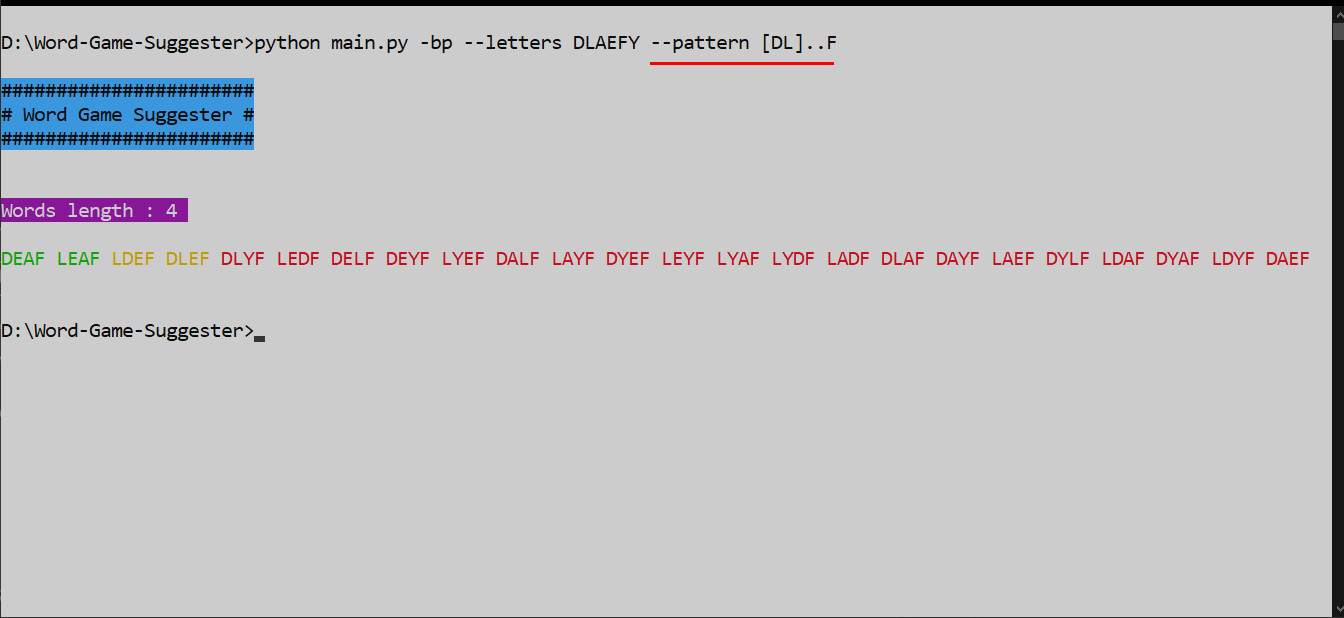 D:\Word-Game-Suggester>python main.py -bp --letters DLAEFY --pattern [DL]..F
#######################
# Word Game Suggester #
#######################
Words length : 4
DEAF LEAF LDEF DLEF DLYF LEDF DELF DEYF LYEF DALF LAYF DYEF LEYF LYAF LYDF LADF DLAF DAYF LAEF DYLF LDAF DYAF LDYF DAEF
D:\Word-Game-Suggester>